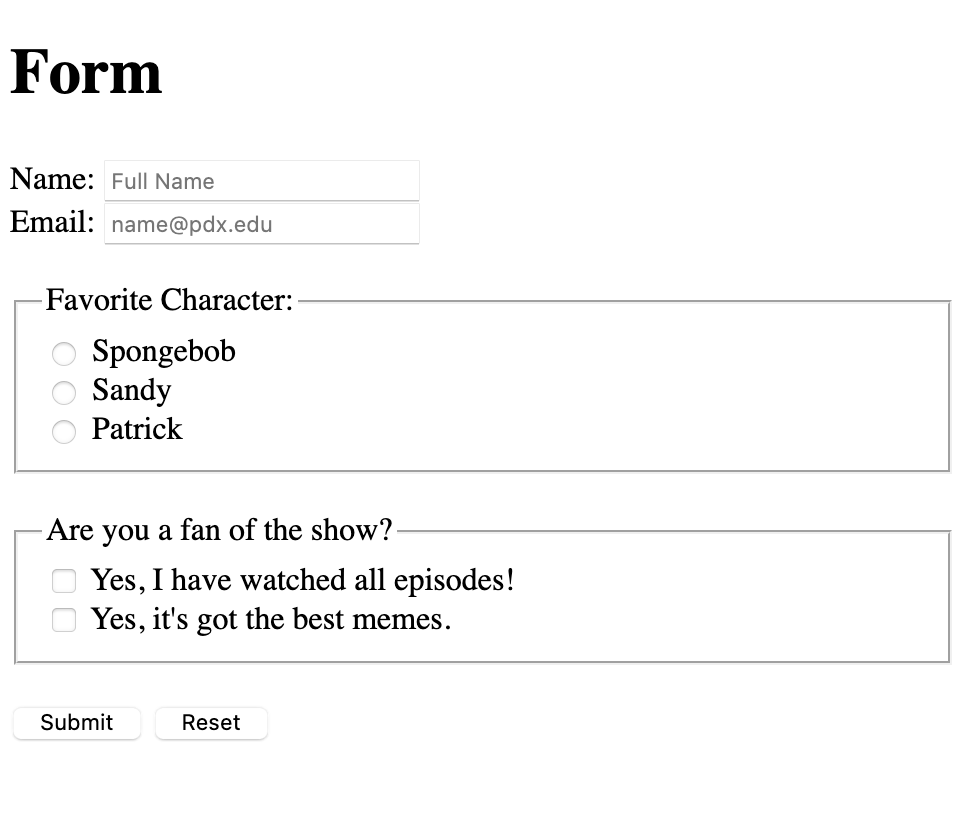 Form
Name: Full Name
Email: name@pdx.edu
Favorite Character:
Spongebob
Sandy
Patrick
Are you a fan of the show?
Yes, I have watched all episodes!
Yes, it's got the best memes.
Submit Reset